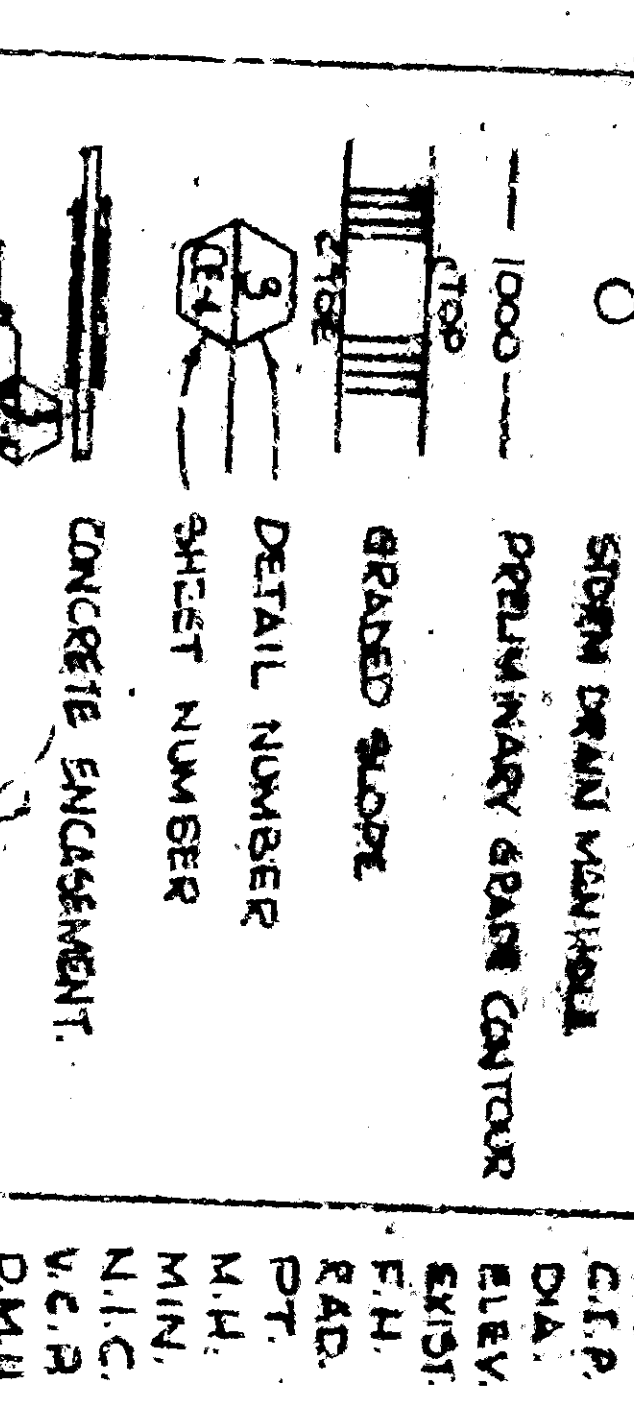 STORM DRAIN MANHOLE
1000
PRELIMINARY GRADE CONTOUR
TOP
TOE
GRADED SLOPE
3
DETAIL NUMBER
SHEET NUMBER
CONCRETE ENCASEMENT.
DIA.
ELEV.
EXIST.
F.H.
RAD.
PT.
M.H.
MIN.
N.I.C.